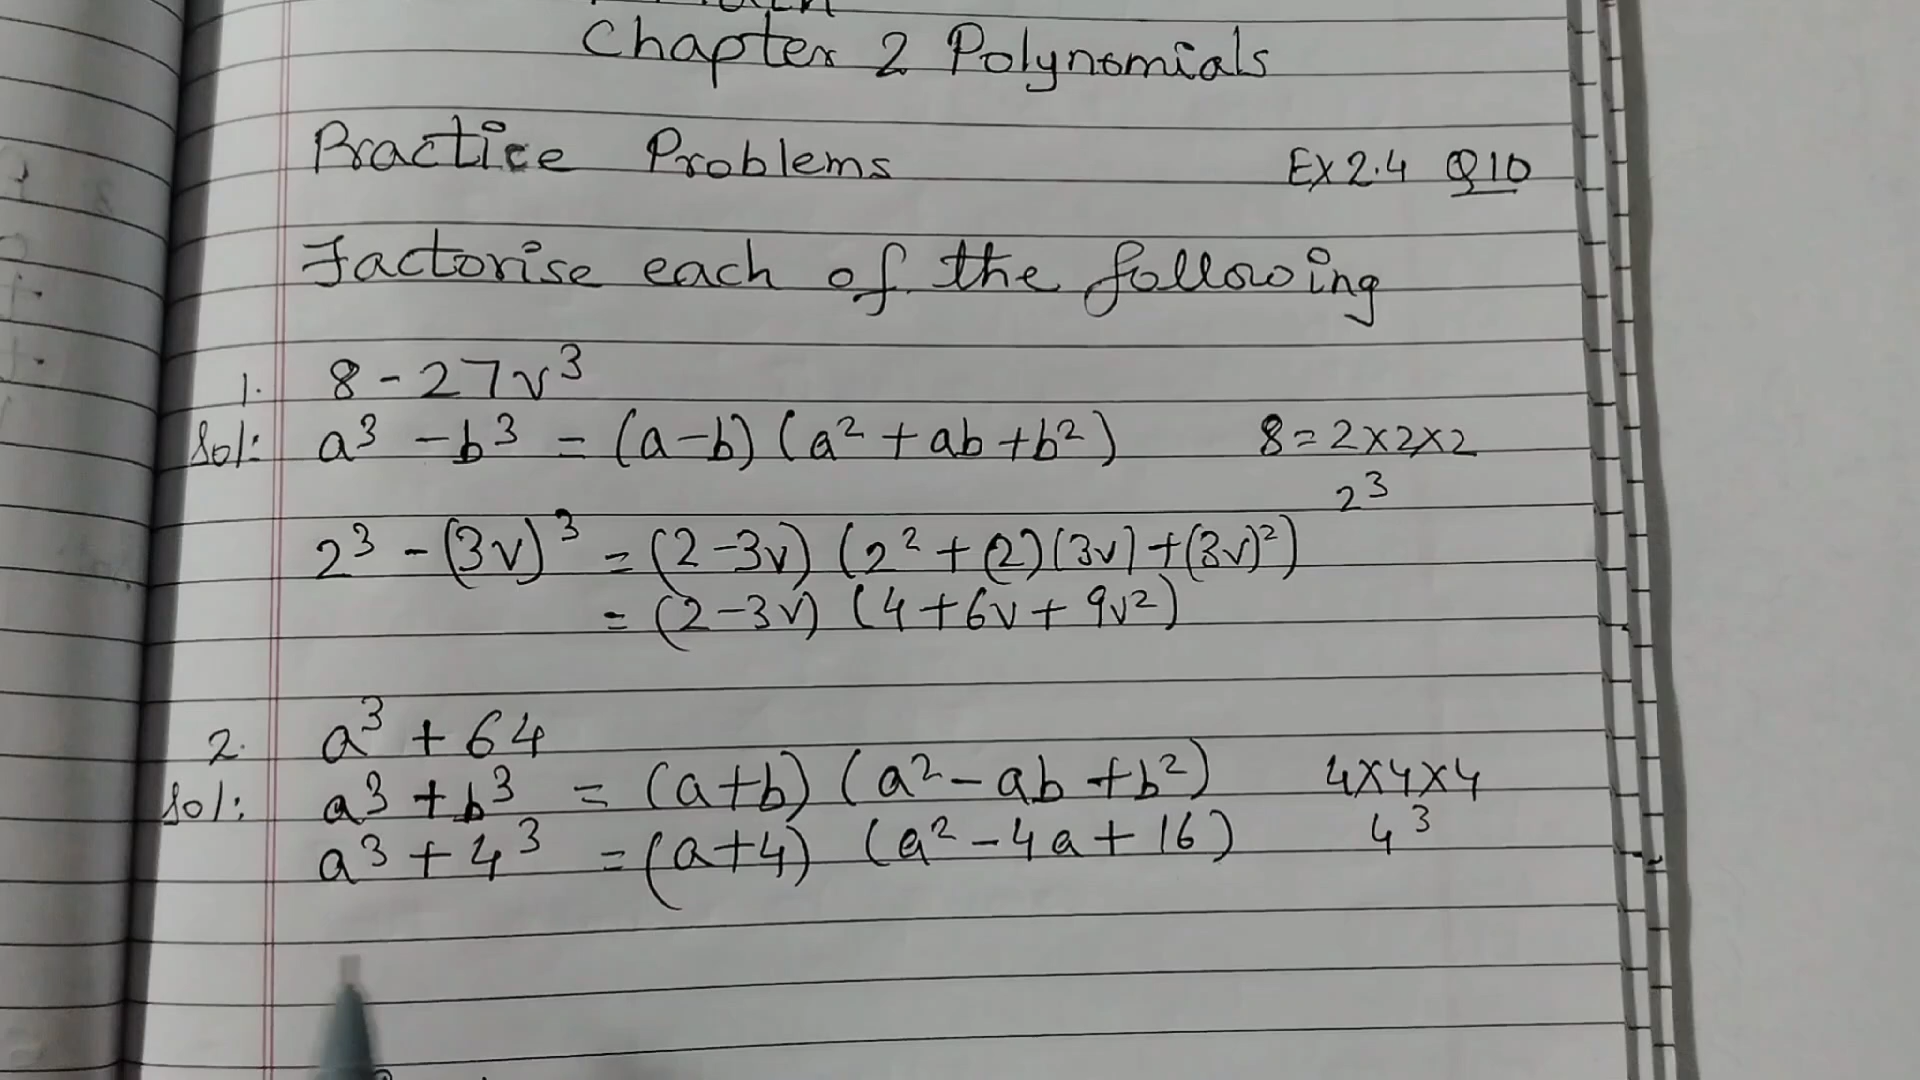 Chapter 2 Polynomials
Practice Problems EX 2.4 Q10
Factorise each of the following
1. 8 - 27v³
Sol: a³ - b³ = (a-b) (a² + ab + b²) 8 = 2×2×2
2³
2³ - (3v)³ = (2-3v) (2² + (2)(3v) + (3v)²)
= (2-3v) (4 + 6v + 9v²)
2. a³ + 64
Sol: a³ + b³ = (a+b) (a² - ab + b²) 4×4×4
a³ + 4³ = (a+4) (a² - 4a + 16) 4³